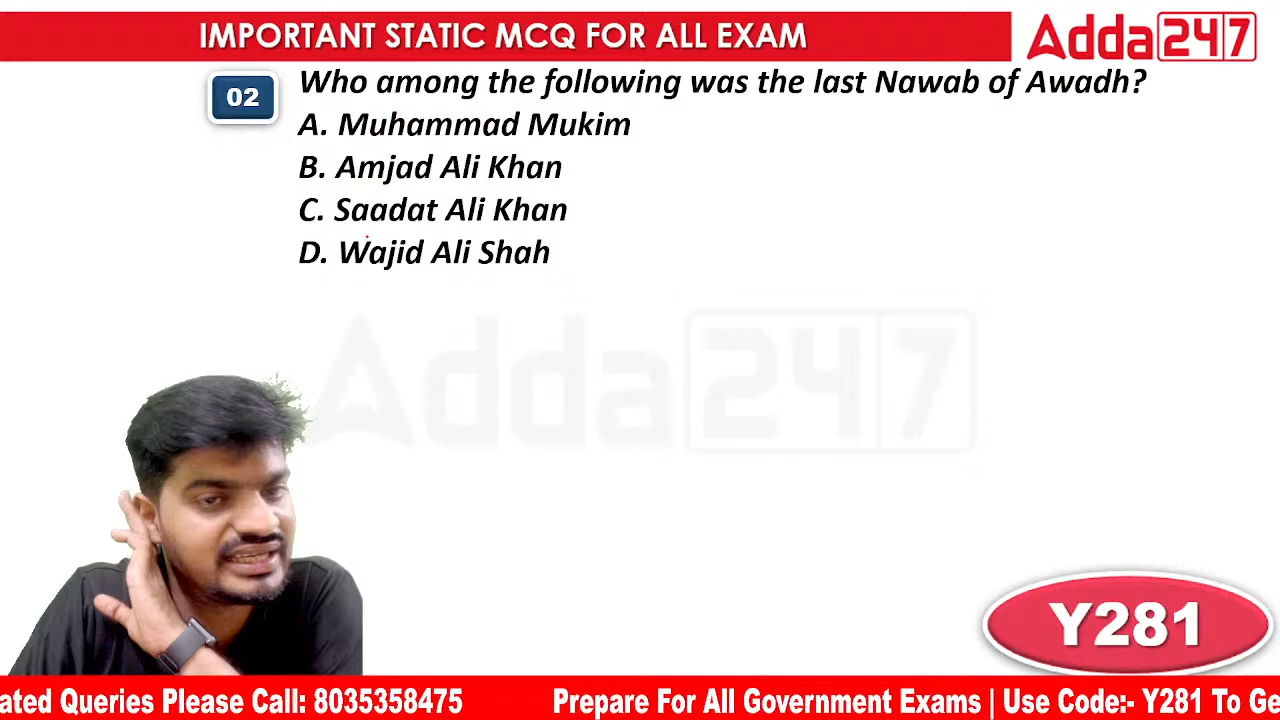 IMPORTANT STATIC MCQ FOR ALL EXAM
Adda247
02
Who among the following was the last Nawab of Awadh?
A. Muhammad Mukim
B. Amjad Ali Khan
C. Saadat Ali Khan
D. Wajid Ali Shah
Adda247
Y281
ated Queries Please Call: 8035358475 Prepare For All Government Exams | Use Code:- Y281 To Ge